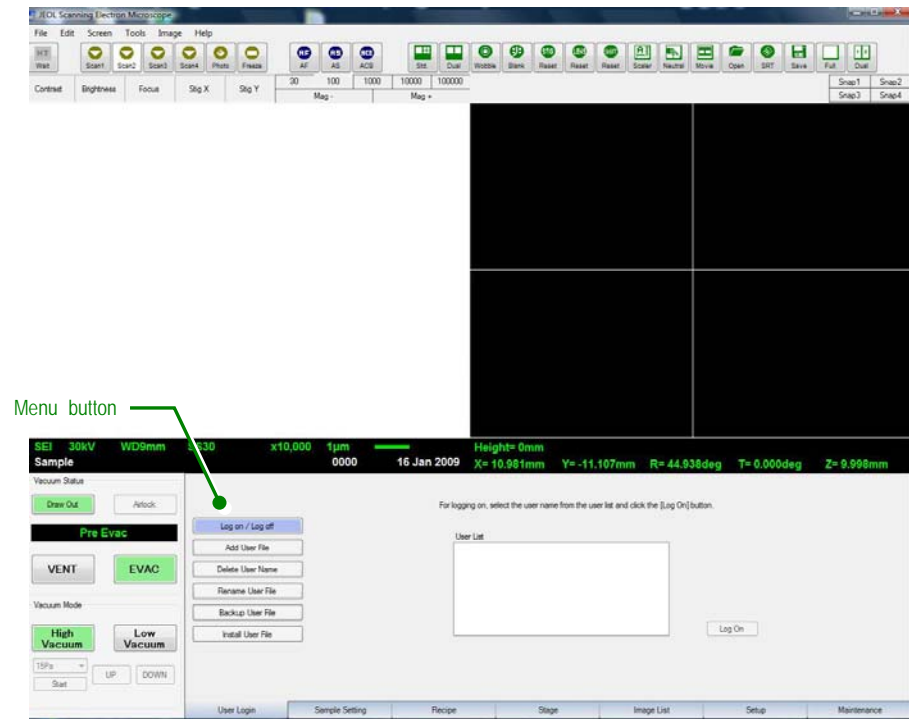 JEOL Scanning Electron Microscope
File Edit Screen Tools Image Help
HT
Wait Scan1 Scan2 Scan3 Scan4 Photo Freeze AF AS ACB Dual Wobble Blank Reset Reset Reset Scaler Neutral Movie Open SRT Save Full Dual
Contrast Brightness Focus Stig X Stig Y 30 100 1000 10000 100000 Snap1 Snap2
Mag - Mag + Snap3 Snap4
Menu button
SEI 30kV WD9mm x10,000 1µm Height= 0mm
Sample 0000 16 Jan 2009 X= 10.981mm Y= -11.107mm R= 44.938deg T= 0.000deg Z= 9.998mm
Vacuum Status
Draw Out Airlock
Pre Evac
VENT EVAC
Vacuum Mode
High Vacuum Low Vacuum
15Pa UP DOWN
Start
Log on / Log off
Add User File
Delete User Name
Rename User File
Backup User File
Install User File
For logging on, select the user name from the user list and click the [Log On] button.
User List
Log On
User Login Sample Setting Recipe Stage Image List Setup Maintenance